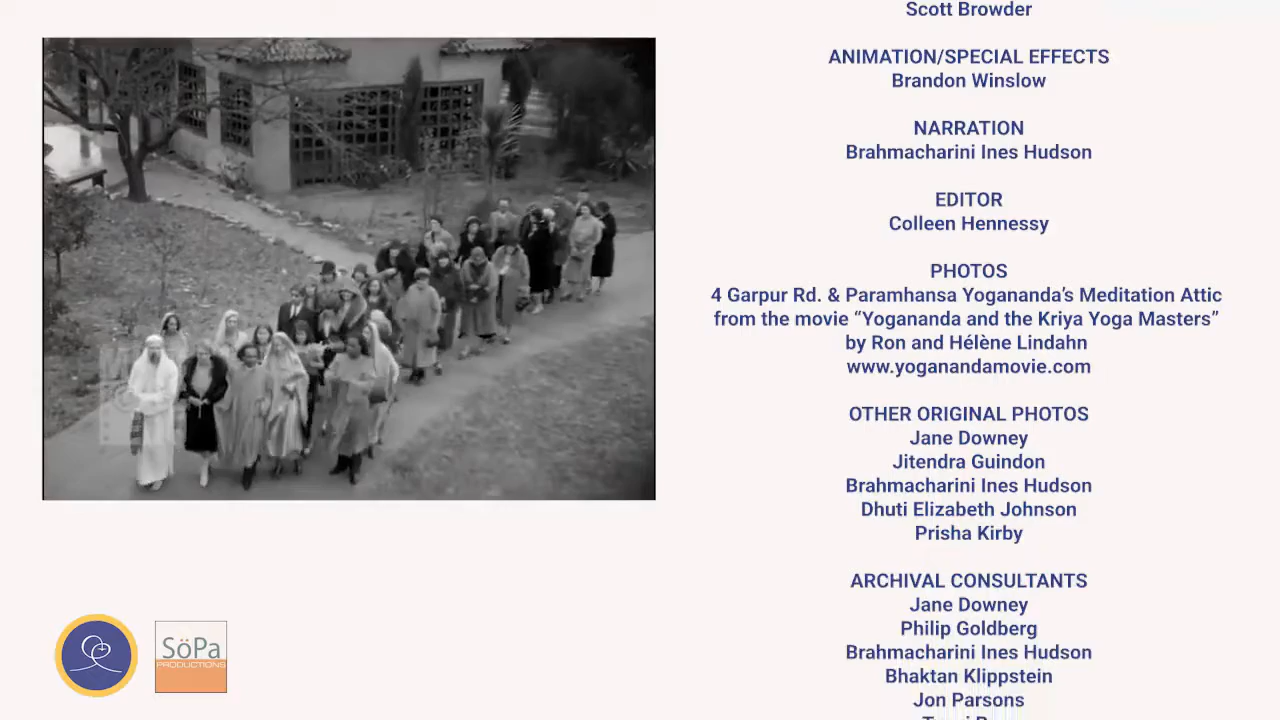 Scott Browder
ANIMATION/SPECIAL EFFECTS
Brandon Winslow
NARRATION
Brahmacharini Ines Hudson
EDITOR
Colleen Hennessy
PHOTOS
4 Garpur Rd. & Paramhansa Yogananda’s Meditation Attic
from the movie “Yogananda and the Kriya Yoga Masters”
by Ron and Hélène Lindahn
www.yoganandamovie.com
OTHER ORIGINAL PHOTOS
Jane Downey
Jitendra Guindon
Brahmacharini Ines Hudson
Dhuti Elizabeth Johnson
Prisha Kirby
ARCHIVAL CONSULTANTS
Jane Downey
Philip Goldberg
Brahmacharini Ines Hudson
Bhaktan Klippstein
Jon Parsons
SöPa
PRODUCTIONS